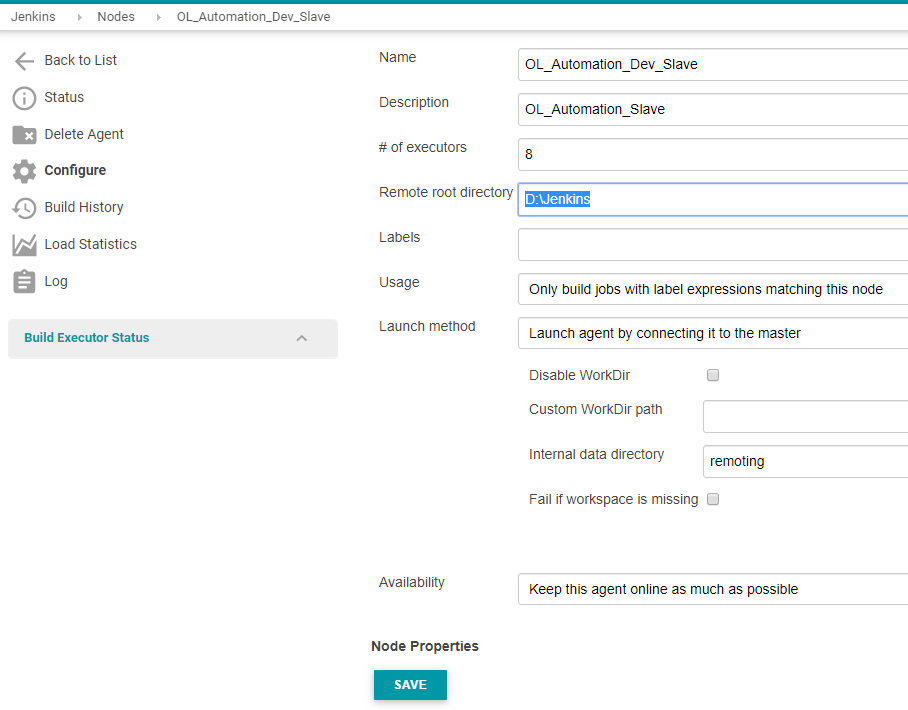 Jenkins Nodes OL_Automation_Dev_Slave
Back to List
Status
Delete Agent
Configure
Build History
Load Statistics
Log
Build Executor Status
Name OL_Automation_Dev_Slave
Description OL_Automation_Slave
# of executors 8
Remote root directory D:\Jenkins
Labels
Usage Only build jobs with label expressions matching this node
Launch method Launch agent by connecting it to the master
Disable WorkDir
Custom WorkDir path
Internal data directory remoting
Fail if workspace is missing
Availability Keep this agent online as much as possible
Node Properties
SAVE